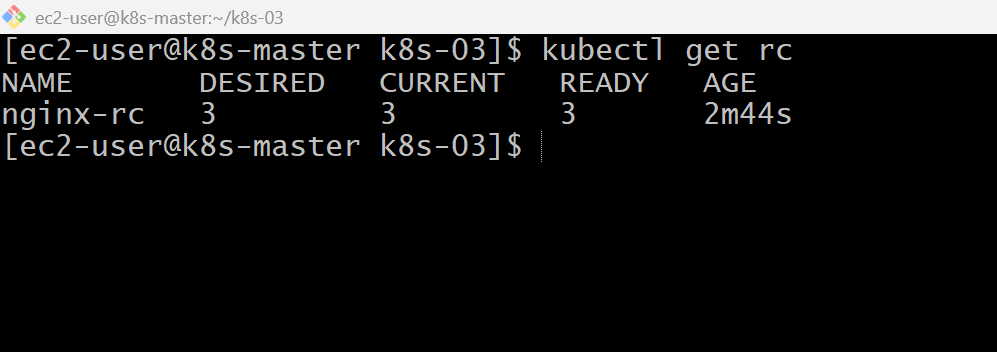 ec2-user@k8s-master:~/k8s-03
[ec2-user@k8s-master k8s-03]$ kubectl get rc
NAME DESIRED CURRENT READY AGE
nginx-rc 3 3 3 2m44s
[ec2-user@k8s-master k8s-03]$